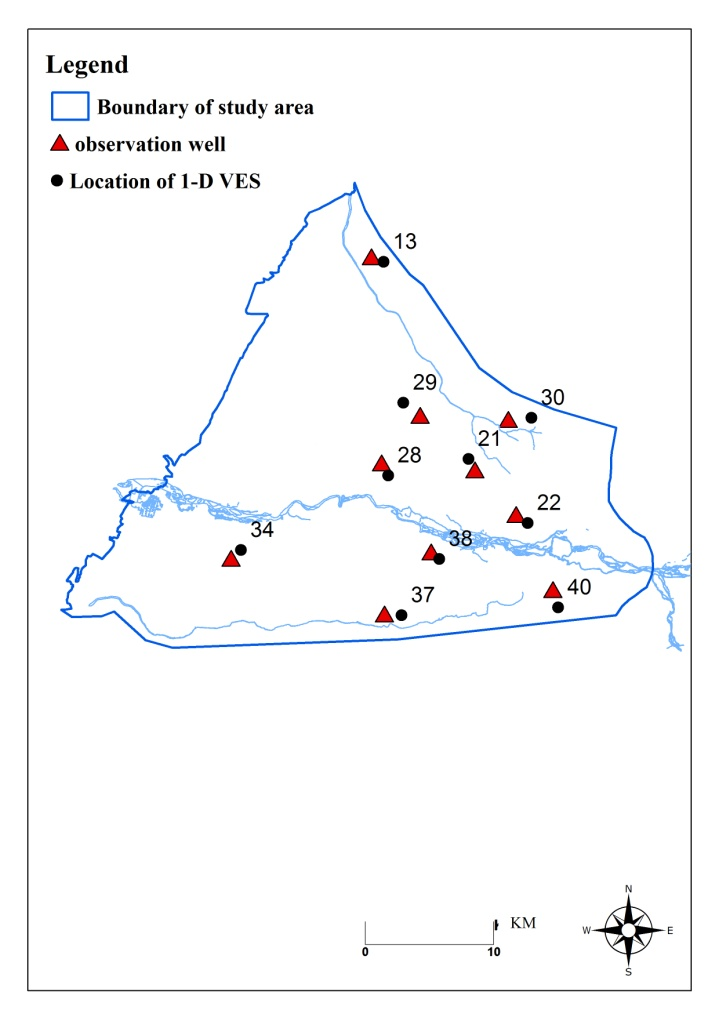 Legend
Boundary of study area
observation well
Location of 1-D VES
13
29
30
21
28
22
34
38
37
40
N
W
E
S
KM
0
10